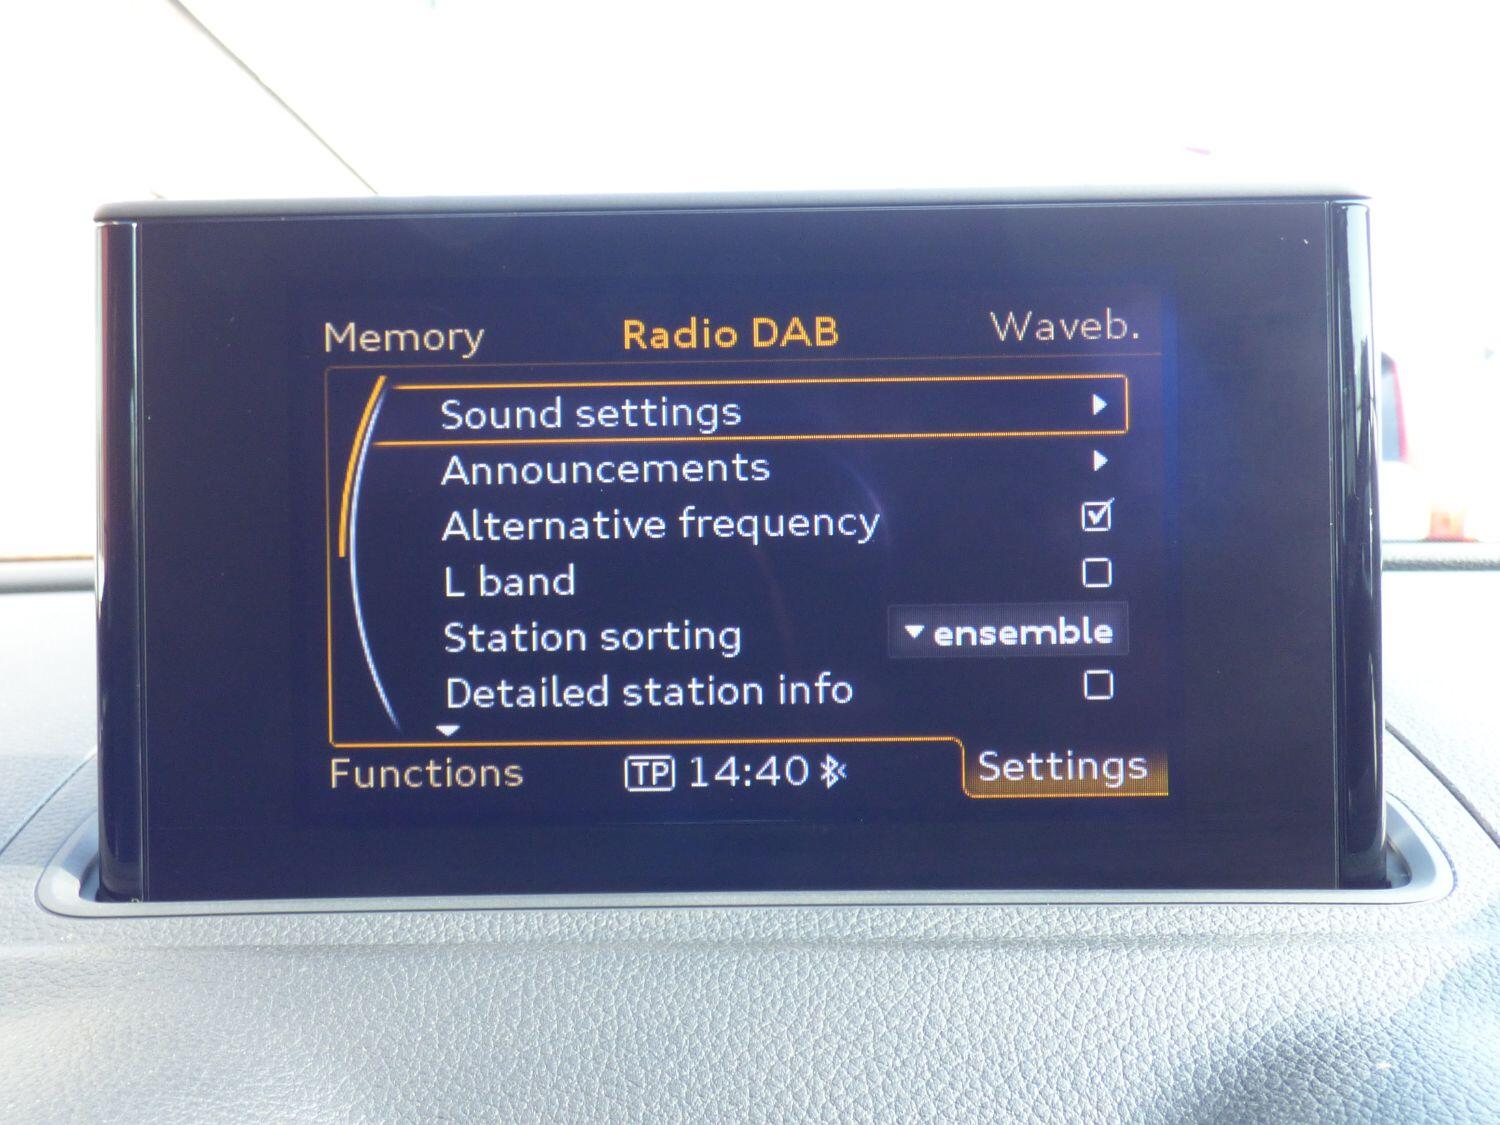 Memory Radio DAB Waveb.
Sound settings
Announcements
Alternative frequency
L band
Station sorting ensemble
Detailed station info
Functions TP 14:40 Settings